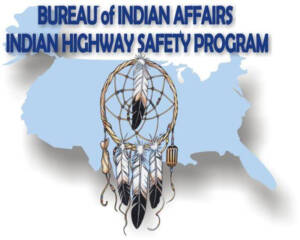 BUREAU of INDIAN AFFAIRS
INDIAN HIGHWAY SAFETY PROGRAM